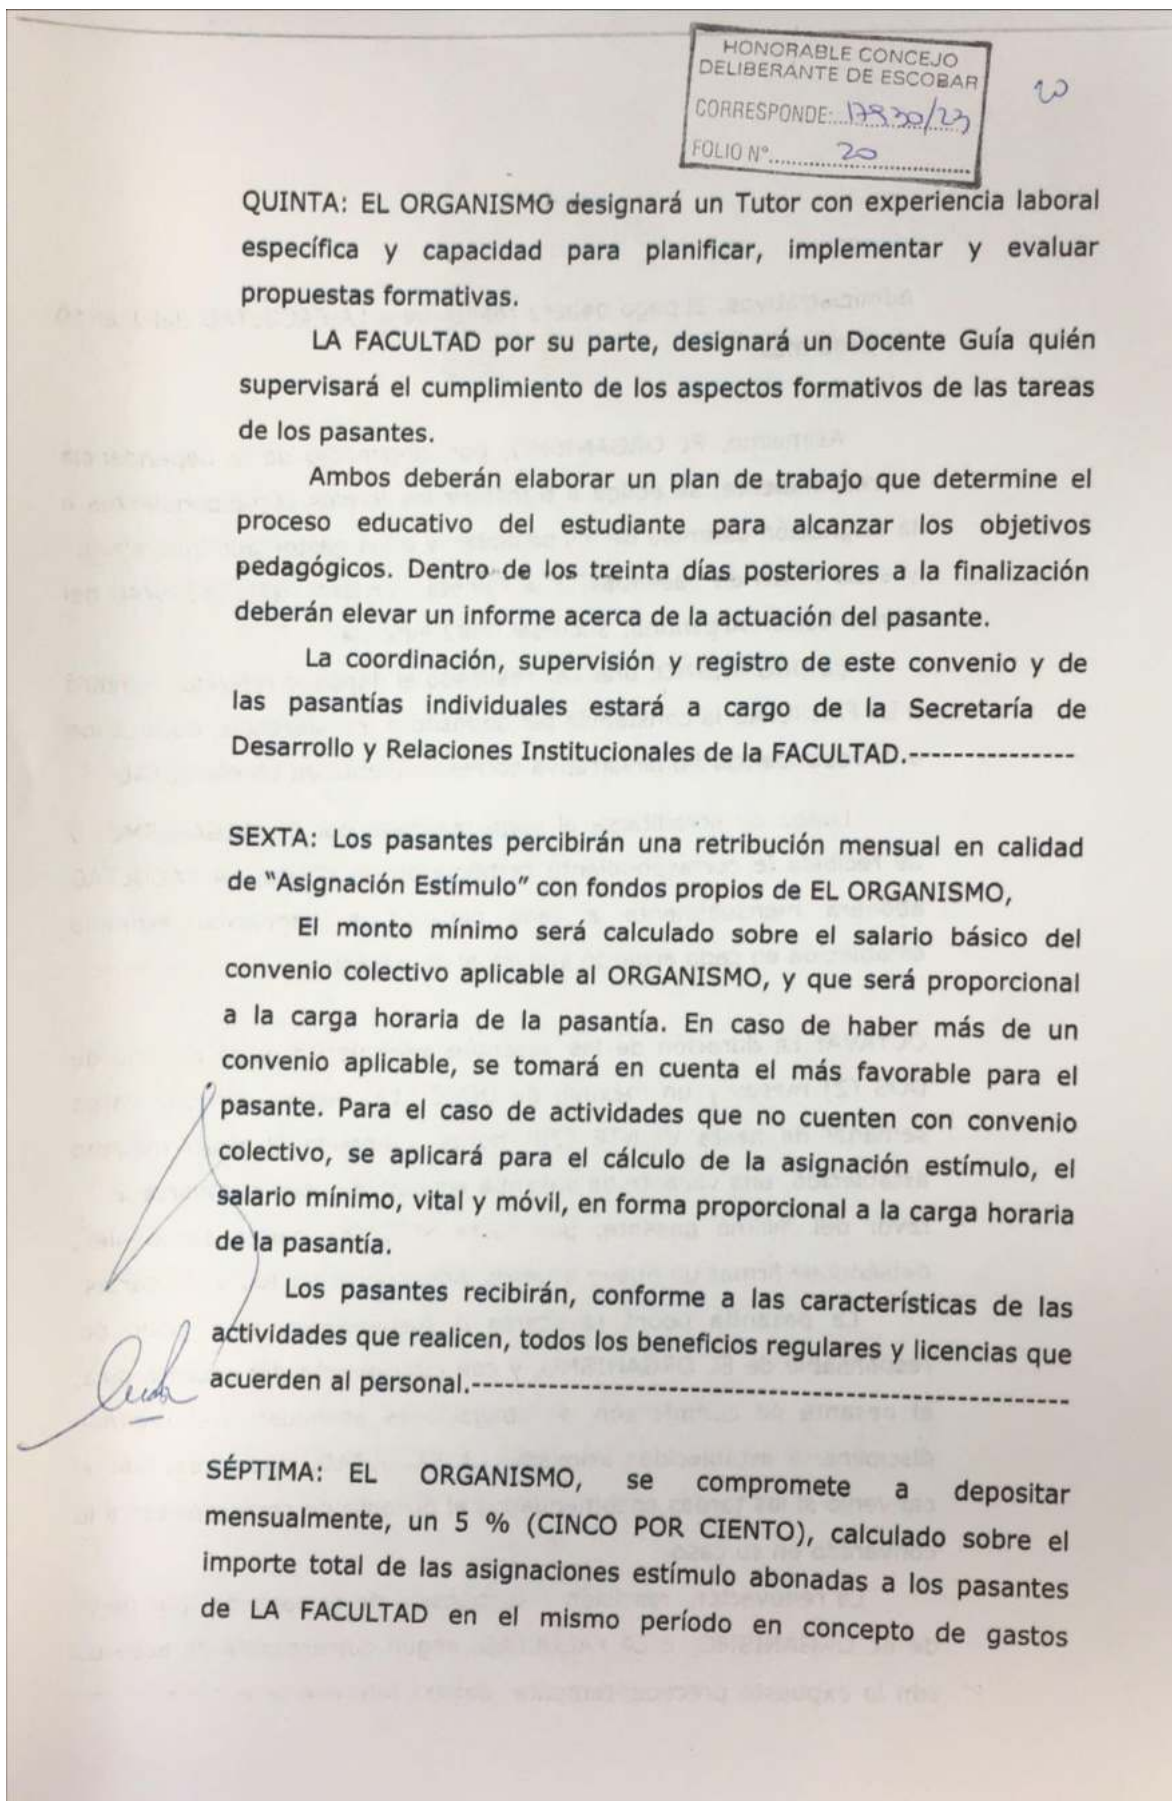 HONORABLE CONCEJO
DELIBERANTE DE ESCOBAR
20
CORRESPONDE: 17930/23
FOLIO Nº 20
QUINTA: EL ORGANISMO designará un Tutor con experiencia laboral
específica y capacidad para planificar, implementar y evaluar
propuestas formativas.
LA FACULTAD por su parte, designará un Docente Guía quién
supervisará el cumplimiento de los aspectos formativos de las tareas
de los pasantes.
Ambos deberán elaborar un plan de trabajo que determine el
proceso educativo del estudiante para alcanzar los objetivos
pedagógicos. Dentro de los treinta días posteriores a la finalización
deberán elevar un informe acerca de la actuación del pasante.
La coordinación, supervisión y registro de este convenio y de
las pasantías individuales estará a cargo de la Secretaría de
Desarrollo y Relaciones Institucionales de la FACULTAD.---------------
SEXTA: Los pasantes percibirán una retribución mensual en calidad
de "Asignación Estímulo" con fondos propios de EL ORGANISMO,
El monto mínimo será calculado sobre el salario básico del
convenio colectivo aplicable al ORGANISMO, y que será proporcional
a la carga horaria de la pasantía. En caso de haber más de un
convenio aplicable, se tomará en cuenta el más favorable para el
pasante. Para el caso de actividades que no cuenten con convenio
colectivo, se aplicará para el cálculo de la asignación estímulo, el
salario mínimo, vital y móvil, en forma proporcional a la carga horaria
de la pasantía.
Los pasantes recibirán, conforme a las características de las
actividades que realicen, todos los beneficios regulares y licencias que
acuerden al personal.------------------------------------------------------
SÉPTIMA: EL ORGANISMO, se compromete a depositar
mensualmente, un 5 % (CINCO POR CIENTO), calculado sobre el
importe total de las asignaciones estímulo abonadas a los pasantes
de LA FACULTAD en el mismo período en concepto de gastos